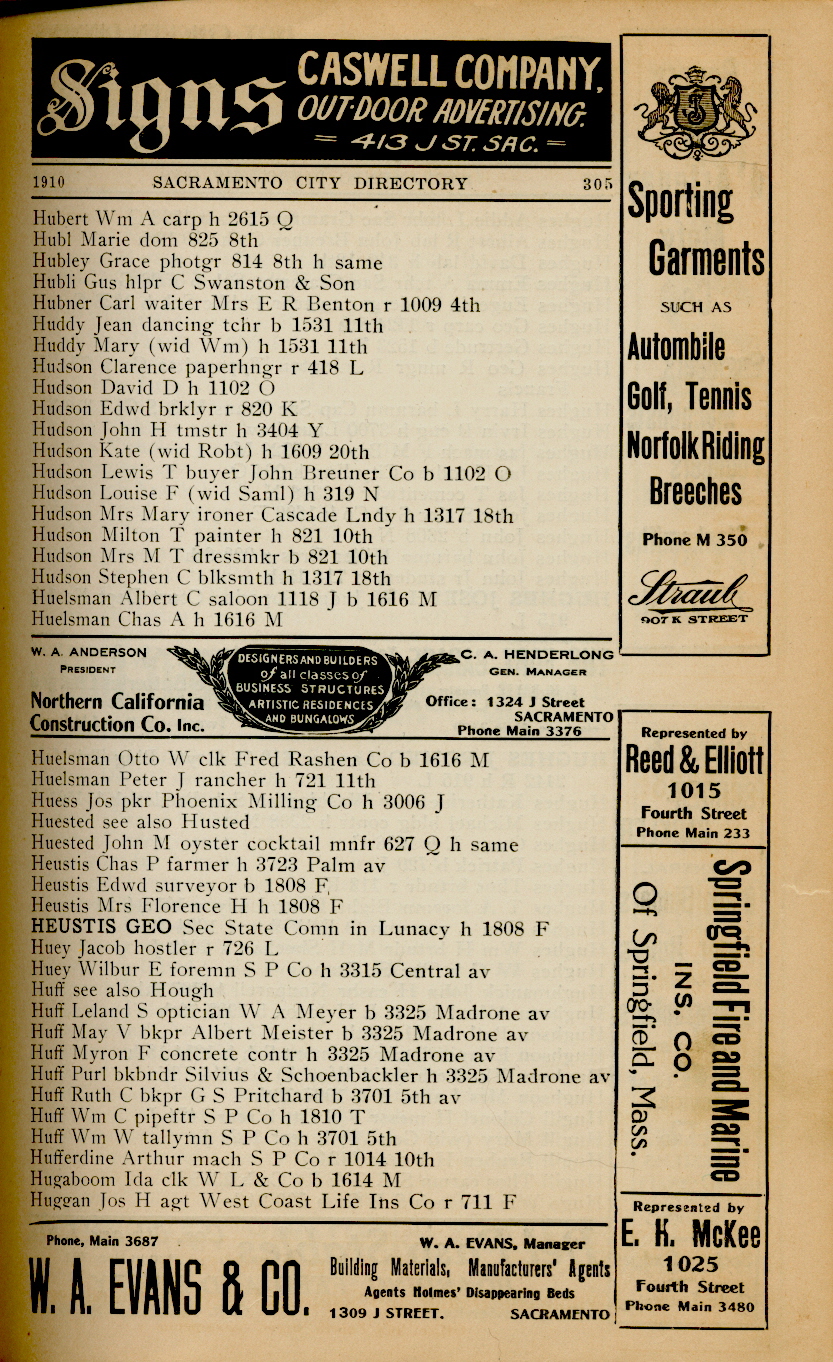 Signs
CASWELL COMPANY,
OUT-DOOR ADVERTISING.
= 413 J ST. SAC. =
1910 SACRAMENTO CITY DIRECTORY 305
Hubert Wm A carp h 2615 Q
Hubl Marie dom 825 8th
Hubley Grace photgr 814 8th h same
Hubli Gus hlpr C Swanston & Son
Hubner Carl waiter Mrs E R Benton r 1009 4th
Huddy Jean dancing tchr b 1531 11th
Huddy Mary (wid Wm) h 1531 11th
Hudson Clarence paperhngr r 418 L
Hudson David D h 1102 O
Hudson Edwd brklyr r 820 K
Hudson John H tmstr h 3404 Y
Hudson Kate (wid Robt) h 1609 20th
Hudson Lewis T buyer John Breuner Co b 1102 O
Hudson Louise F (wid Saml) h 319 N
Hudson Mrs Mary ironer Cascade Lndy h 1317 18th
Hudson Milton T painter h 821 10th
Hudson Mrs M T dressmkr b 821 10th
Hudson Stephen C blksmth h 1317 18th
Huelsman Albert C saloon 1118 J b 1616 M
Huelsman Chas A h 1616 M
W. A. ANDERSON
PRESIDENT
Northern California
Construction Co. Inc.
DESIGNERS AND BUILDERS
of all classes of
BUSINESS STRUCTURES
ARTISTIC RESIDENCES
AND BUNGALOWS
C. A. HENDERLONG
GEN. MANAGER
Office: 1324 J Street
SACRAMENTO
Phone Main 3376
Huelsman Otto W clk Fred Rashen Co b 1616 M
Huelsman Peter J rancher h 721 11th
Huess Jos pkr Phoenix Milling Co h 3006 J
Huested see also Husted
Huested John M oyster cocktail mnfr 627 Q h same
Heustis Chas P farmer h 3723 Palm av
Heustis Edwd surveyor b 1808 F
Heustis Mrs Florence H h 1808 F
HEUSTIS GEO Sec State Comn in Lunacy h 1808 F
Huey Jacob hostler r 726 L
Huey Wilbur E foremn S P Co h 3315 Central av
Huff see also Hough
Huff Leland S optician W A Meyer b 3325 Madrone av
Huff May V bkpr Albert Meister b 3325 Madrone av
Huff Myron F concrete contr h 3325 Madrone av
Huff Purl bkbndr Silvius & Schoenbackler h 3325 Madrone av
Huff Ruth C bkpr G S Pritchard b 3701 5th av
Huff Wm C pipeftr S P Co h 1810 T
Huff Wm W tallymn S P Co h 3701 5th
Hufferdine Arthur mach S P Co r 1014 10th
Hugaboom Ida clk W L & Co b 1614 M
Huggan Jos H agt West Coast Life Ins Co r 711 F
Phone, Main 3687
W. A. EVANS & CO.
W. A. EVANS, Manager
Building Materials, Manufacturers' Agents
Agents Holmes' Disappearing Beds
1309 J STREET. SACRAMENTO
S
Sporting
Garments
SUCH AS
Autombile
Golf, Tennis
Norfolk Riding
Breeches
Phone M 350
Straub
907 K STREET
Represented by
Reed & Elliott
1015
Fourth Street
Phone Main 233
Springfield Fire and Marine
INS. CO.
Of Springfield, Mass.
Represented by
E. H. McKee
1025
Fourth Street
Phone Main 3480